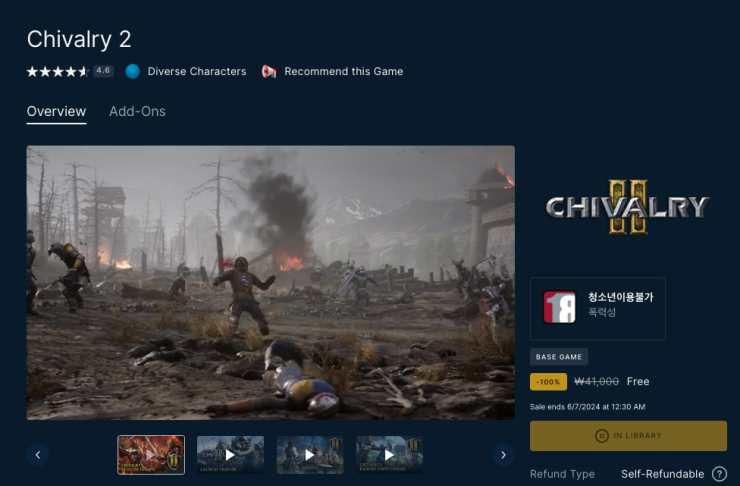 Chivalry 2
4.6 Diverse Characters Recommend this Game
Overview Add-Ons
CHIVALRY
II
18
청소년이용불가
폭력성
BASE GAME
-100% ₩41,000 Free
Sale ends 6/7/2024 at 12:30 AM
IN LIBRARY
Refund Type Self-Refundable ?